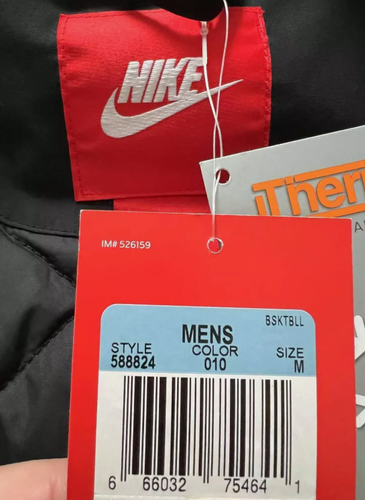 NIKE
IM# 526159
BSKTBLL
MENS
STYLE COLOR SIZE
588824 010 M
6 66032 75464 1